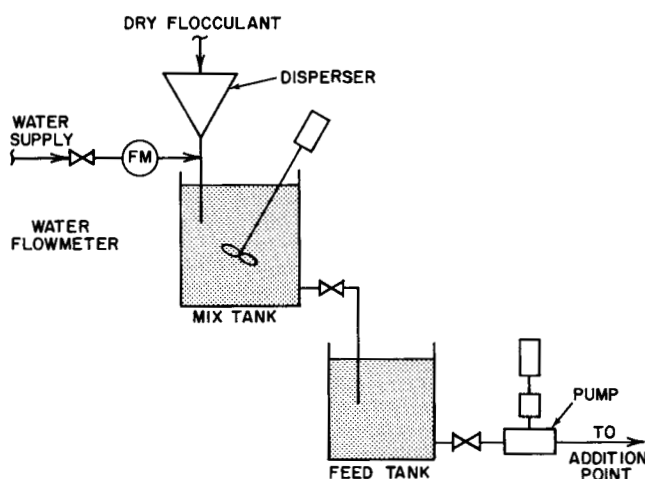 DRY FLOCCULANT
DISPERSER
WATER
SUPPLY
FM
WATER
FLOWMETER
MIX TANK
PUMP
TO
ADDITION
POINT
FEED TANK